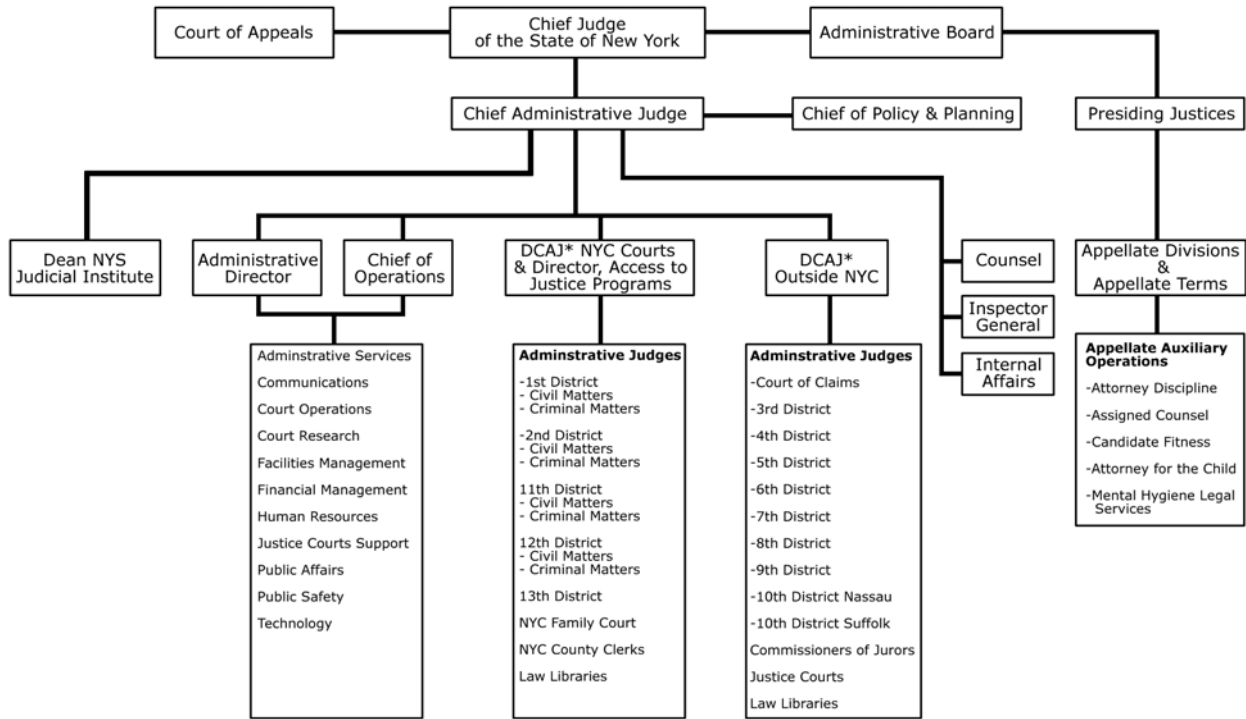 Court of Appeals
Chief Judge
of the State of New York
Administrative Board
Chief Administrative Judge
Chief of Policy & Planning
Presiding Justices
Dean NYS
Judicial Institute
Administrative
Director
Chief of
Operations
DCAJ* NYC Courts
& Director, Access to
Justice Programs
DCAJ*
Outside NYC
Counsel
Inspector
General
Internal
Affairs
Appellate Divisions
&
Appellate Terms
Adminstrative Services
Communications
Court Operations
Court Research
Facilities Management
Financial Management
Human Resources
Justice Courts Support
Public Affairs
Public Safety
Technology
Adminstrative Judges
-1st District
- Civil Matters
- Criminal Matters
-2nd District
- Civil Matters
- Criminal Matters
11th District
- Civil Matters
- Criminal Matters
12th District
- Civil Matters
- Criminal Matters
13th District
NYC Family Court
NYC County Clerks
Law Libraries
Adminstrative Judges
-Court of Claims
-3rd District
-4th District
-5th District
-6th District
-7th District
-8th District
-9th District
-10th District Nassau
-10th District Suffolk
Commissioners of Jurors
Justice Courts
Law Libraries
Appellate Auxiliary
Operations
-Attorney Discipline
-Assigned Counsel
-Candidate Fitness
-Attorney for the Child
-Mental Hygiene Legal
Services